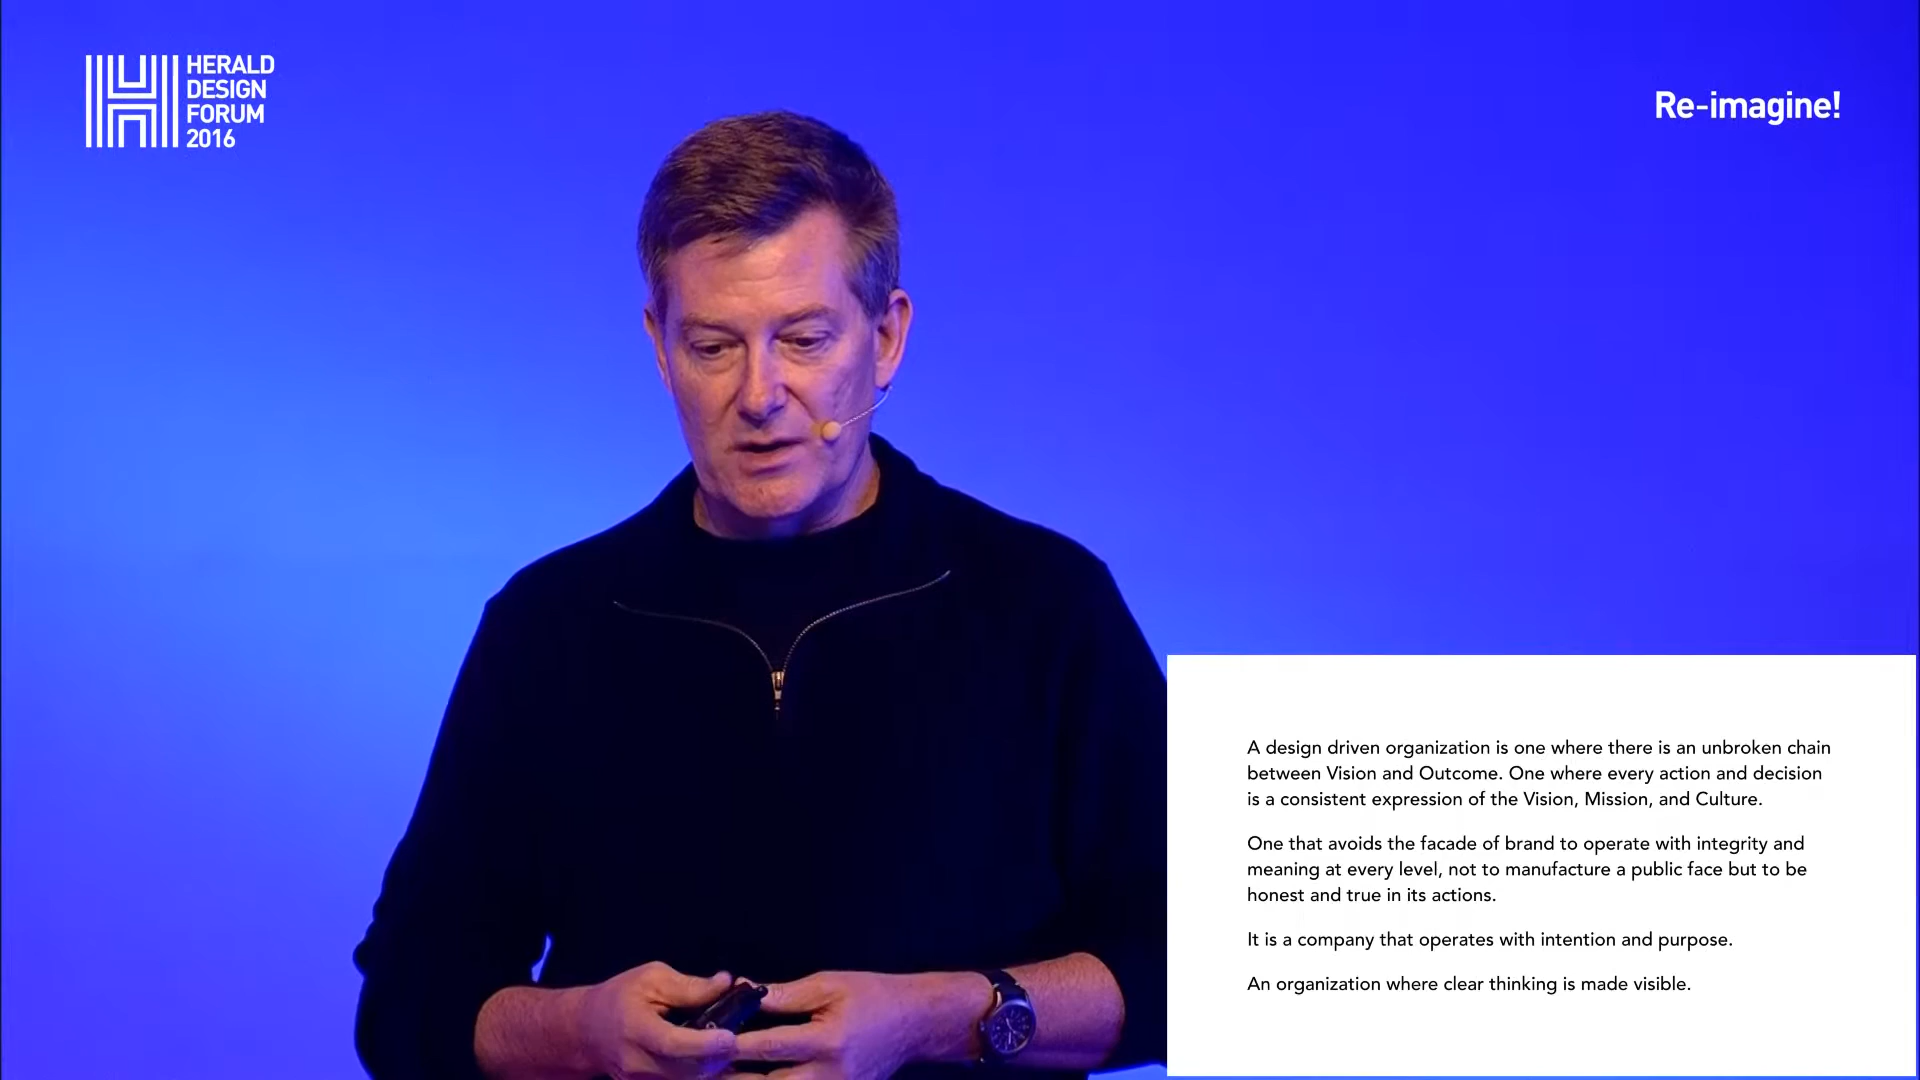 HERALD
DESIGN
FORUM
2016
Re-imagine!
A design driven organization is one where there is an unbroken chain
between Vision and Outcome. One where every action and decision
is a consistent expression of the Vision, Mission, and Culture.
One that avoids the facade of brand to operate with integrity and
meaning at every level, not to manufacture a public face but to be
honest and true in its actions.
It is a company that operates with intention and purpose.
An organization where clear thinking is made visible.